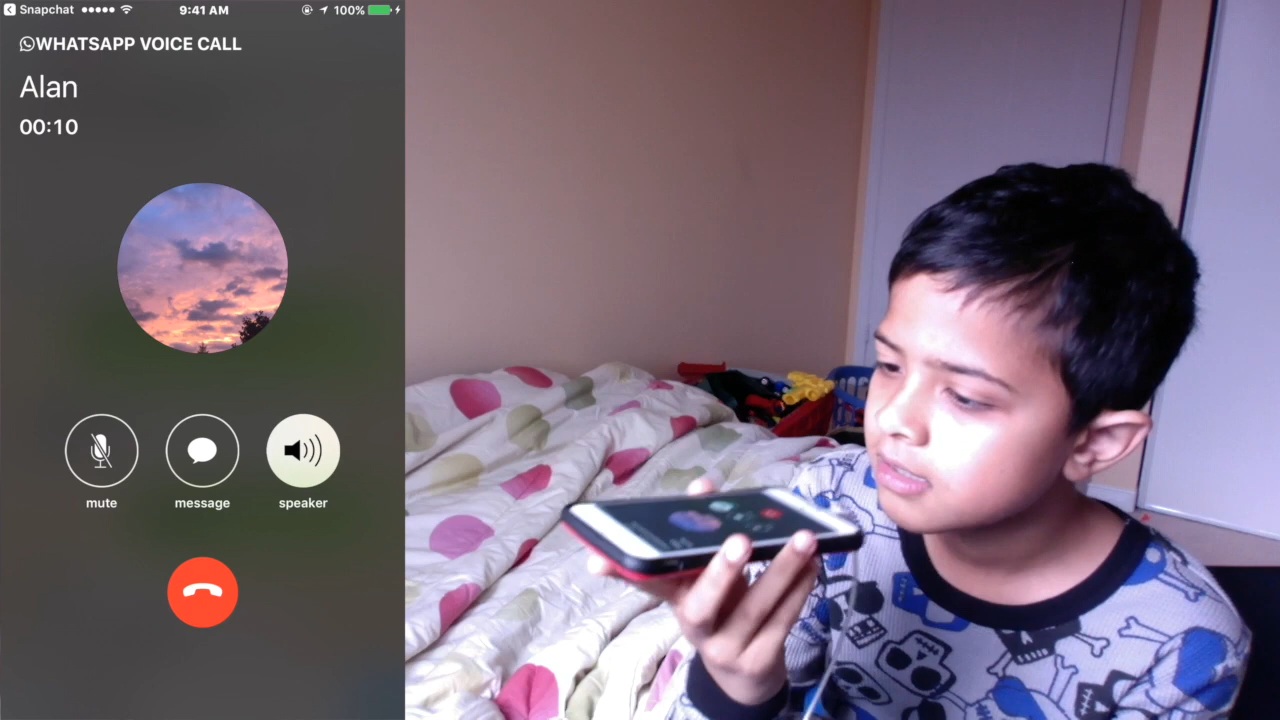 Snapchat 9:41 AM 100%
WHATSAPP VOICE CALL
Alan
00:10
mute message speaker